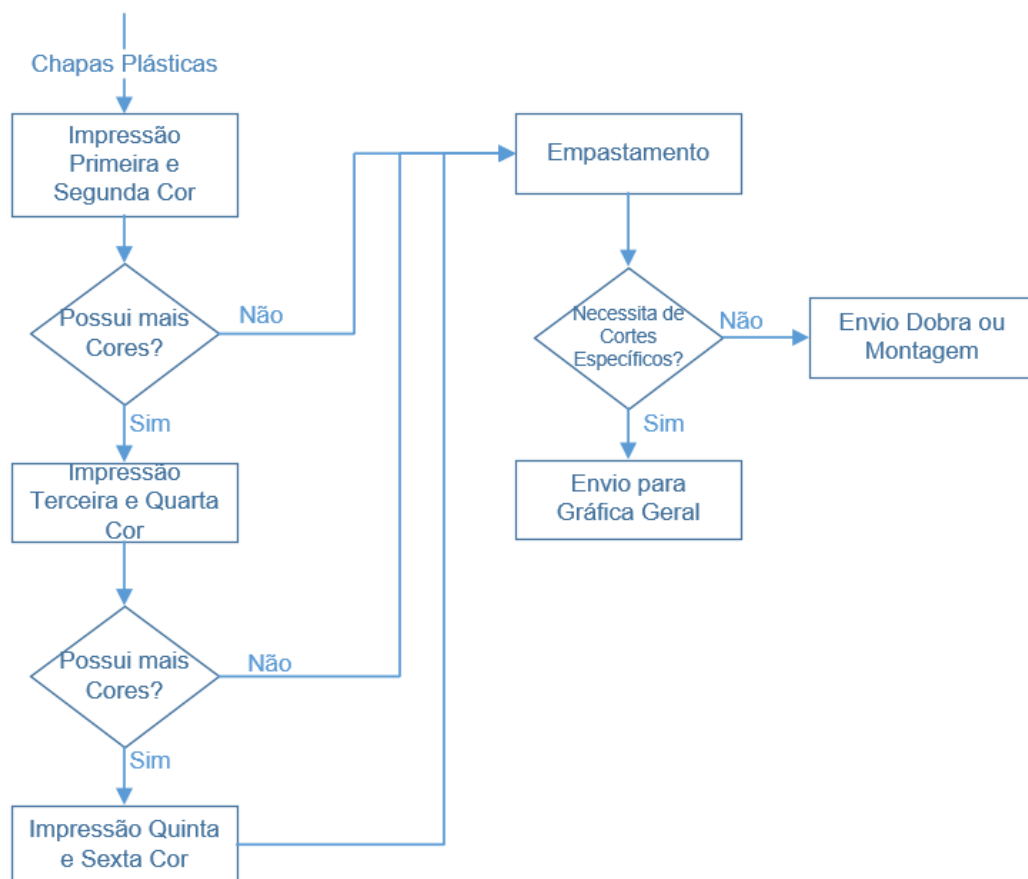 Chapas Plásticas
Impressão
Primeira e
Segunda Cor
Possui mais
Cores?
Não
Sim
Impressão
Terceira e Quarta
Cor
Possui mais
Cores?
Não
Sim
Impressão Quinta
e Sexta Cor
Empastamento
Necessita de
Cortes
Específicos?
Não
Envio Dobra ou
Montagem
Sim
Envio para
Gráfica Geral